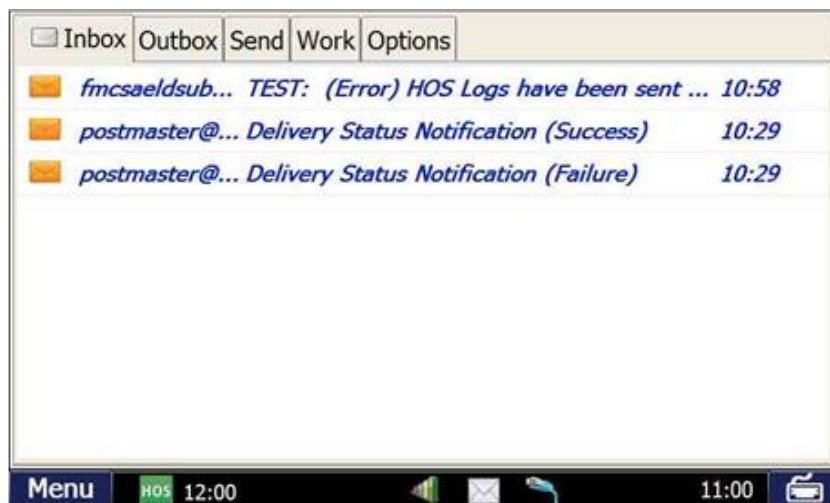 Inbox Outbox Send Work Options
fmcsaeldsub... TEST: (Error) HOS Logs have been sent ... 10:58
postmaster@... Delivery Status Notification (Success) 10:29
postmaster@... Delivery Status Notification (Failure) 10:29
Menu HOS 12:00 11:00